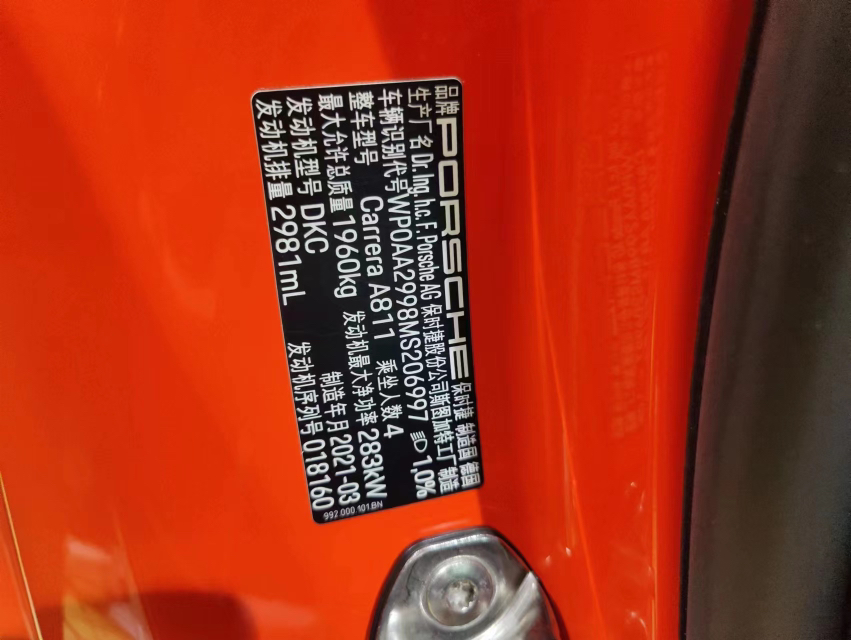 品牌 PORSCHE 保时捷 制造国 德国
生产厂名 Dr. Ing. h.c. F. Porsche AG 保时捷股份公司斯图加特工厂制造
车辆识别代号 WP0AA2998MS206997 1,0%
整车型号 Carrera A811 乘坐人数 4
最大允许总质量 1960kg 发动机最大净功率 283kW
发动机型号 DKC 制造年月 2021-03
发动机排量 2981mL 发动机序列号 018160
992.000.101.BN